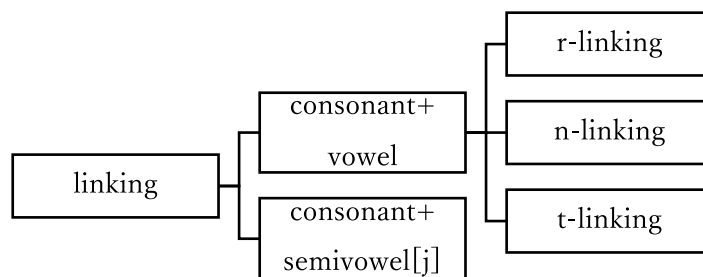 linking
consonant+
vowel
consonant+
semivowel[j]
r-linking
n-linking
t-linking